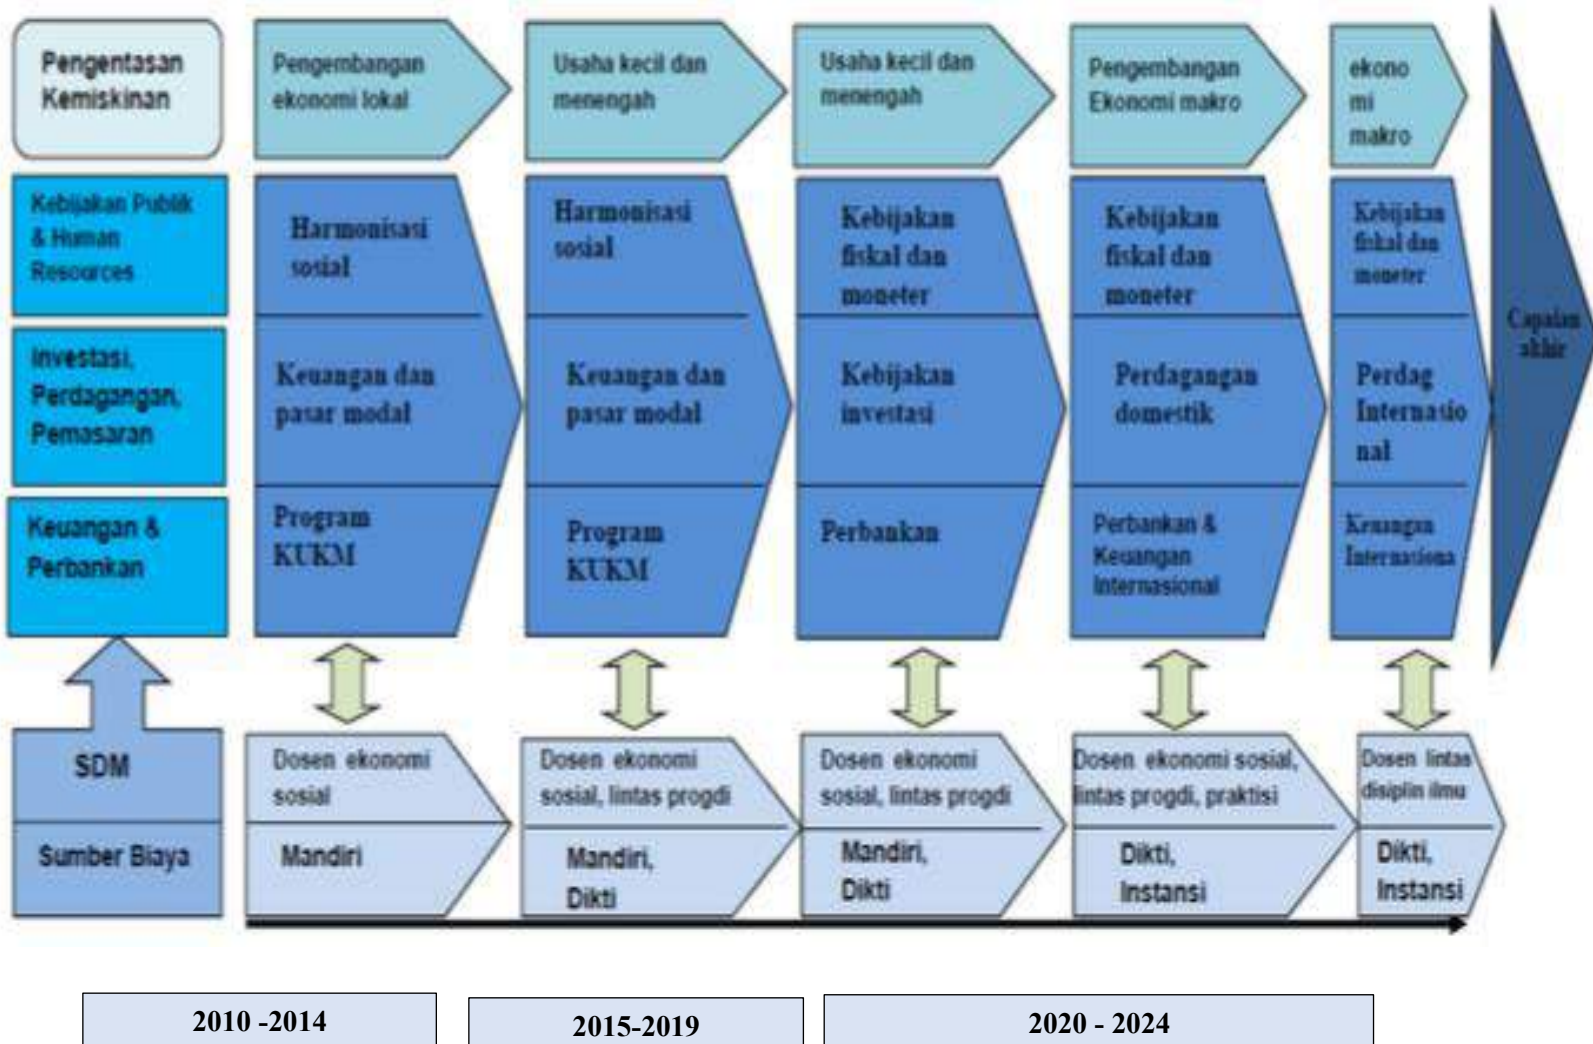 Pengentasan
Kemiskinan
Pengembangan
ekonomi lokal
Usaha kecil dan
menengah
Usaha kecil dan
menengah
Pengembangan
Ekonomi makro
ekono
mi
makro
Kebijakan Publik
& Human
Resources
Harmonisasi
sosial
Harmonisasi
sosial
Kebijakan
fiskal dan
moneter
Kebijakan
fiskal dan
moneter
Kebijakan
fiskal dan
moneter
Investasi,
Perdagangan,
Pemasaran
Keuangan dan
pasar modal
Keuangan dan
pasar modal
Kebijakan
investasi
Perdagangan
domestik
Perdag
Internasio
nal
Capaian
akhir
Keuangan &
Perbankan
Program
KUKM
Program
KUKM
Perbankan
Perbankan &
Keuangan
Internasional
Keuangan
Internasiona
SDM
Dosen ekonomi
sosial
Dosen ekonomi
sosial, lintas progdi
Dosen ekonomi
sosial, lintas progdi
Dosen ekonomi sosial,
lintas progdi, praktisi
Dosen lintas
disiplin ilmu
Sumber Biaya
Mandiri
Mandiri,
Dikti
Mandiri,
Dikti
Dikti,
Instansi
Dikti,
Instansi
2010 -2014
2015-2019
2020 - 2024